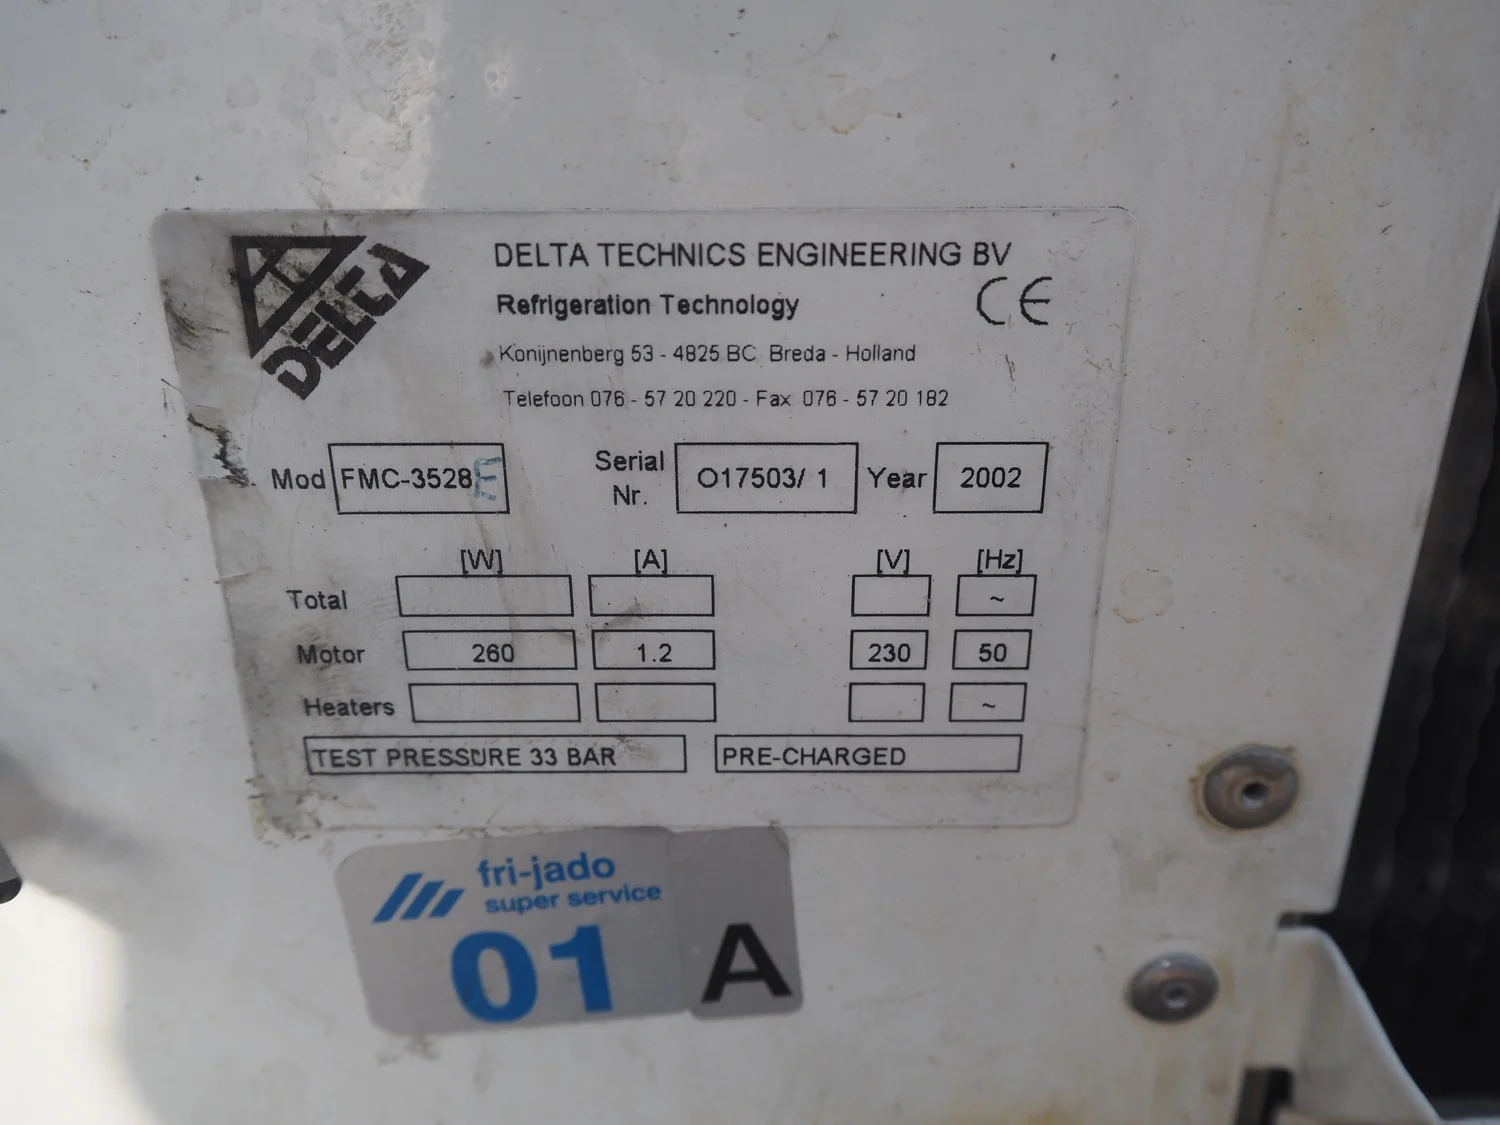 DELTA
DELTA TECHNICS ENGINEERING BV
Refrigeration Technology
CE
Konijnenberg 53 - 4825 BC Breda - Holland
Telefoon 076 - 57 20 220 - Fax 076 - 57 20 182
Mod FMC-3528E Serial Nr. O17503/ 1 Year 2002
[W] [A] [V] [Hz]
Total ~
Motor 260 1.2 230 50
Heaters ~
TEST PRESSURE 33 BAR PRE-CHARGED
fri-jado
super service
01 A